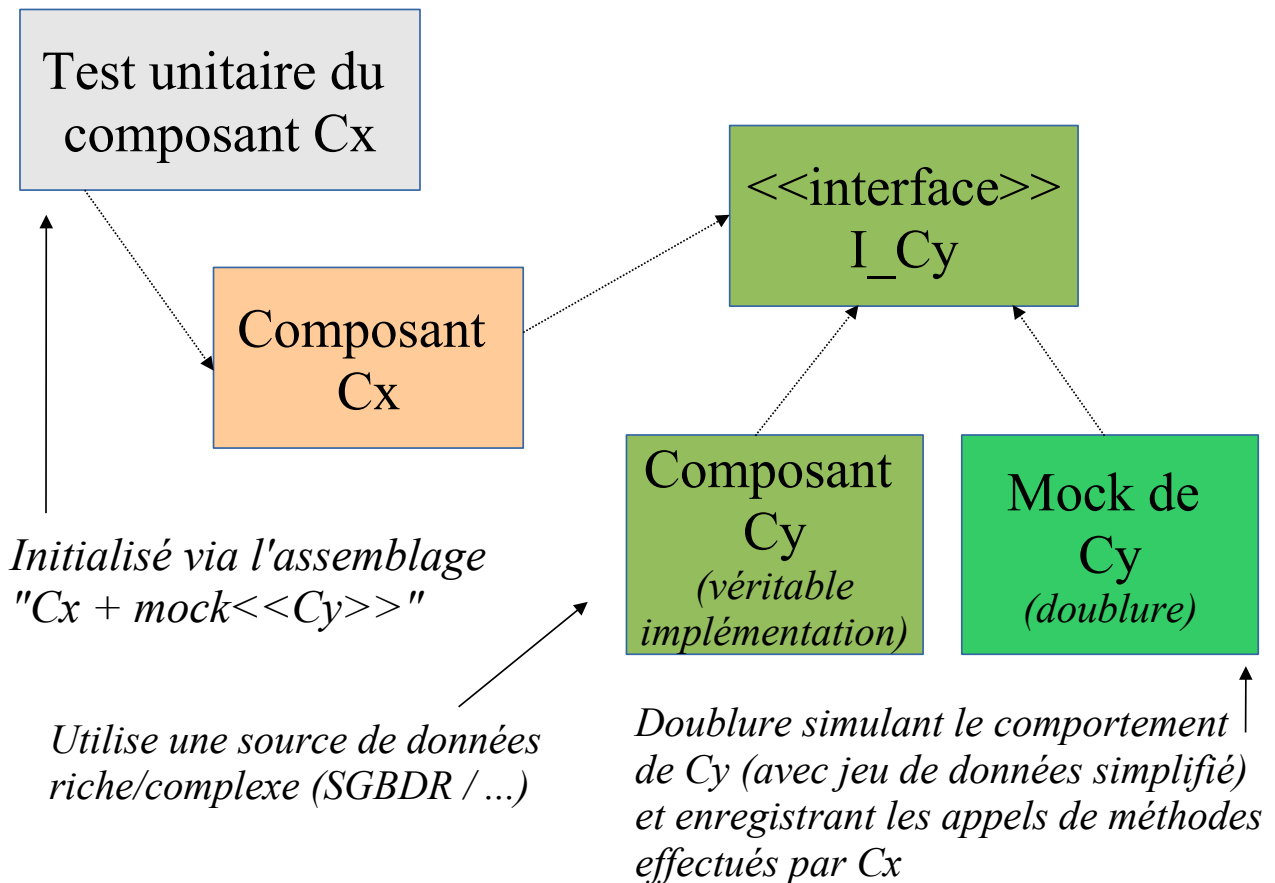 Test unitaire du
composant Cx
<<interface>>
I_Cy
Composant
Cx
Composant
Cy
(véritable
implémentation)
Mock de
Cy
(doublure)
Initialisé via l'assemblage
"Cx + mock<<Cy>>"
Utilise une source de données
riche/complexe (SGBDR / ...)
Doublure simulant le comportement
de Cy (avec jeu de données simplifié)
et enregistrant les appels de méthodes
effectués par Cx